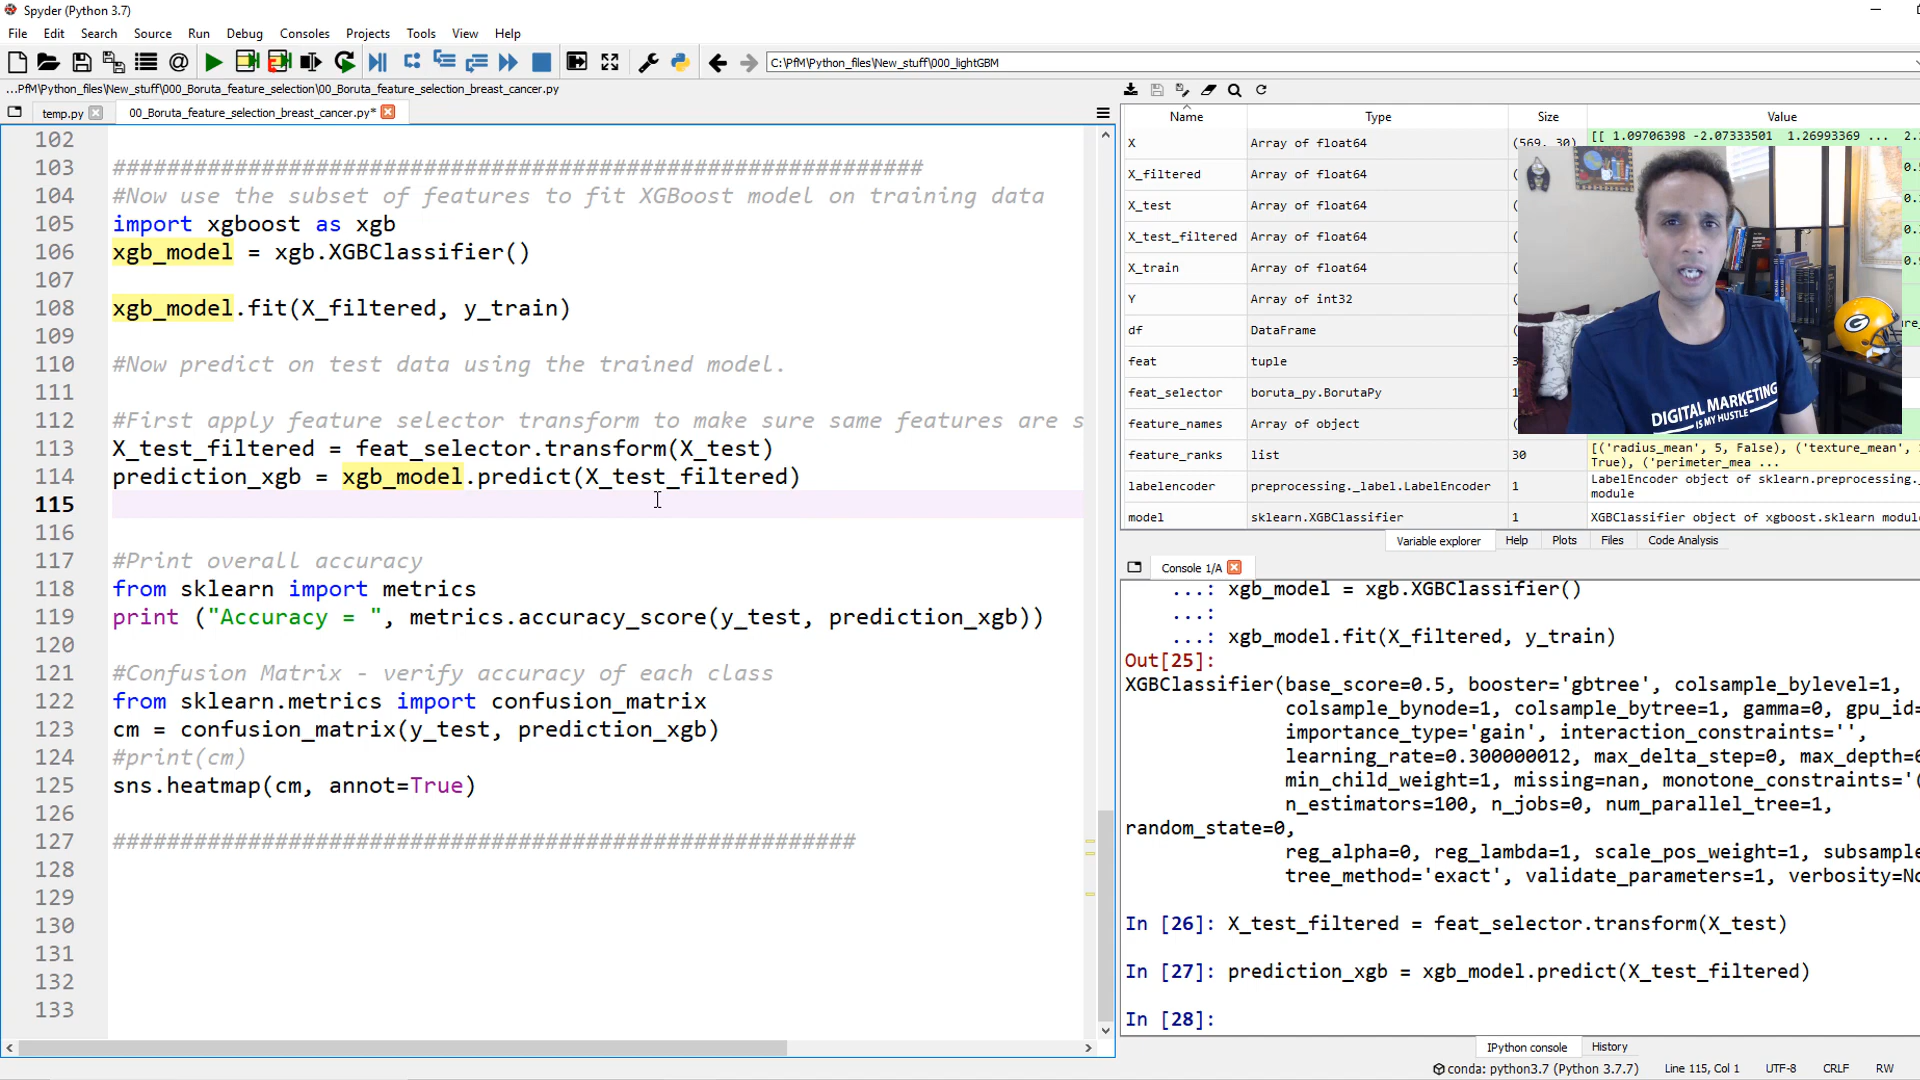 Spyder (Python 3.7)
File Edit Search Source Run Debug Consoles Projects Tools View Help
C:\PfM\Python_files\New_stuff\000_lightGBM
...PfM\Python_files\New_stuff\000_Boruta_feature_selection\00_Boruta_feature_selection_breast_cancer.py
temp.py 00_Boruta_feature_selection_breast_cancer.py*
102
103 ############################################################
104 #Now use the subset of features to fit XGBoost model on training data
105 import xgboost as xgb
106 xgb_model = xgb.XGBClassifier()
107
108 xgb_model.fit(X_filtered, y_train)
109
110 #Now predict on test data using the trained model.
111
112 #First apply feature selector transform to make sure same features are s
113 X_test_filtered = feat_selector.transform(X_test)
114 prediction_xgb = xgb_model.predict(X_test_filtered)
115
116
117 #Print overall accuracy
118 from sklearn import metrics
119 print ("Accuracy = ", metrics.accuracy_score(y_test, prediction_xgb))
120
121 #Confusion Matrix - verify accuracy of each class
122 from sklearn.metrics import confusion_matrix
123 cm = confusion_matrix(y_test, prediction_xgb)
124 #print(cm)
125 sns.heatmap(cm, annot=True)
126
127 #######################################################
128
129
130
131
132
133
Name Type Size Value
X Array of float64 (569, 30) [[ 1.09706398 -2.07333501 1.26993369 ... 2.
X_filtered Array of float64
X_test Array of float64
X_test_filtered Array of float64
X_train Array of float64
Y Array of int32
df DataFrame
feat tuple
feat_selector boruta_py.BorutaPy
feature_names Array of object
feature_ranks list 30 [('radius_mean', 5, False), ('texture_mean',
True), ('perimeter_mea ...
labelencoder preprocessing._label.LabelEncoder 1 LabelEncoder object of sklearn.preprocessing.
module
model sklearn.XGBClassifier 1 XGBClassifier object of xgboost.sklearn module
DIGITAL MARKETING
IS MY HUSTLE
G
Variable explorer Help Plots Files Code Analysis
Console 1/A
...: xgb_model = xgb.XGBClassifier()
...:
...: xgb_model.fit(X_filtered, y_train)
Out[25]:
XGBClassifier(base_score=0.5, booster='gbtree', colsample_bylevel=1,
colsample_bynode=1, colsample_bytree=1, gamma=0, gpu_id=
importance_type='gain', interaction_constraints='',
learning_rate=0.300000012, max_delta_step=0, max_depth=6
min_child_weight=1, missing=nan, monotone_constraints='(
n_estimators=100, n_jobs=0, num_parallel_tree=1,
random_state=0,
reg_alpha=0, reg_lambda=1, scale_pos_weight=1, subsample
tree_method='exact', validate_parameters=1, verbosity=No
In [26]: X_test_filtered = feat_selector.transform(X_test)
In [27]: prediction_xgb = xgb_model.predict(X_test_filtered)
In [28]:
IPython console History
conda: python3.7 (Python 3.7.7) Line 115, Col 1 UTF-8 CRLF RW